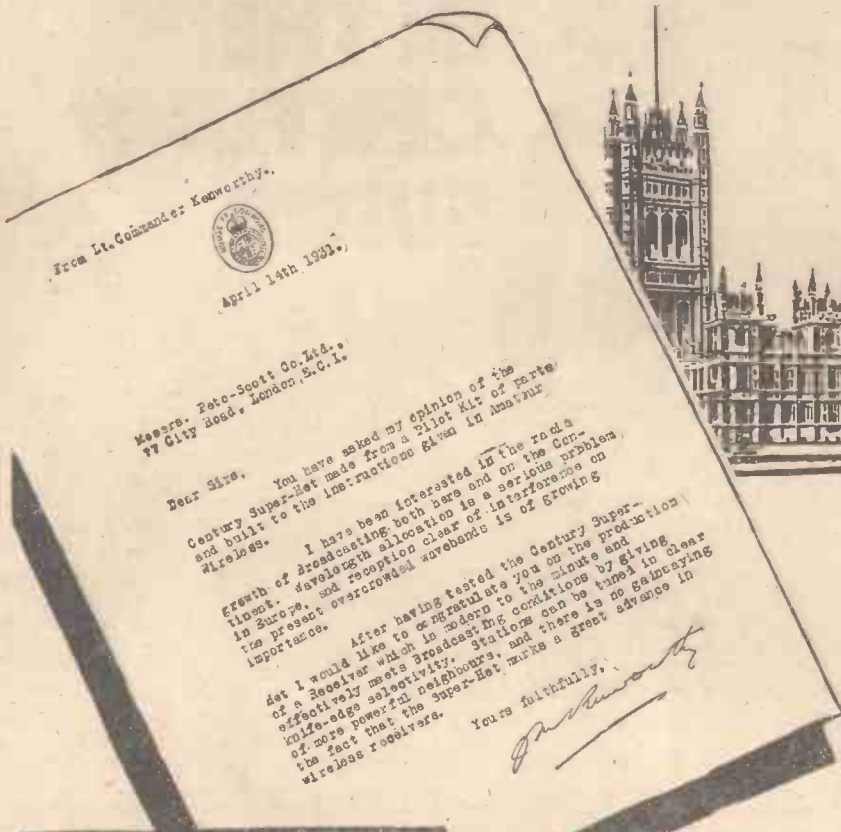 From Lt.Commander Kenworthy.
HOUSE OF COMMONS
April 14th 1931.
Messrs. Peto-Scott Co.Ltd.,
77 City Road, London, E.C.1.
Dear Sirs,
You have asked my opinion of the
Century Super-Het made from a Pilot Kit of parts
and built to the instructions given in Amateur
Wireless.
I have been interested in the rapid
growth of Broadcasting both here and on the Con-
tinent. Wavelength allocation is a serious problem
in Europe, and reception clear of interference on
the present overcrowded wavebands is of growing
importance.
After having tested the Century Super-
Het I would like to congratulate you on the production
of a Receiver which is modern to the minute and
effectively meets Broadcasting conditions by giving
knife-edge selectivity. Stations can be tuned in clear
of more powerful neighbours, and there is no gainsaying
the fact that the Super-Het marks a great advance in
wireless receivers.
Yours faithfully,